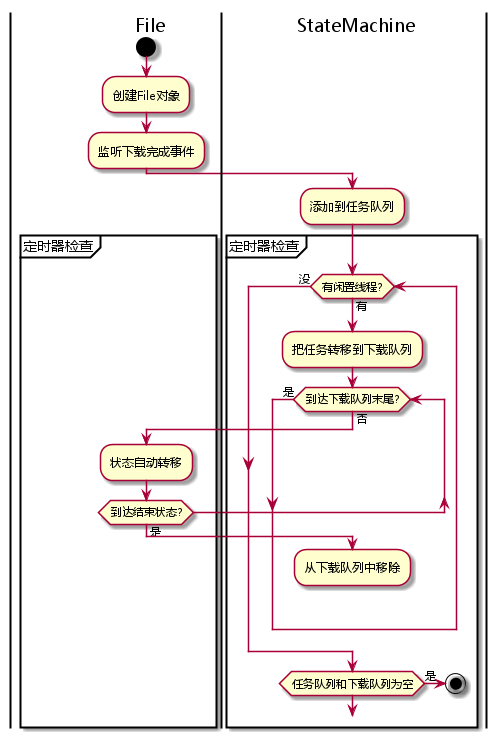 File
StateMachine
创建File对象
监听下载完成事件
添加到任务队列
定时器检查
定时器检查
没
有闲置线程?
有
把任务转移到下载队列
是
到达下载队列末尾?
否
状态自动转移
到达结束状态?
是
从下载队列中移除
任务队列和下载队列为空
是